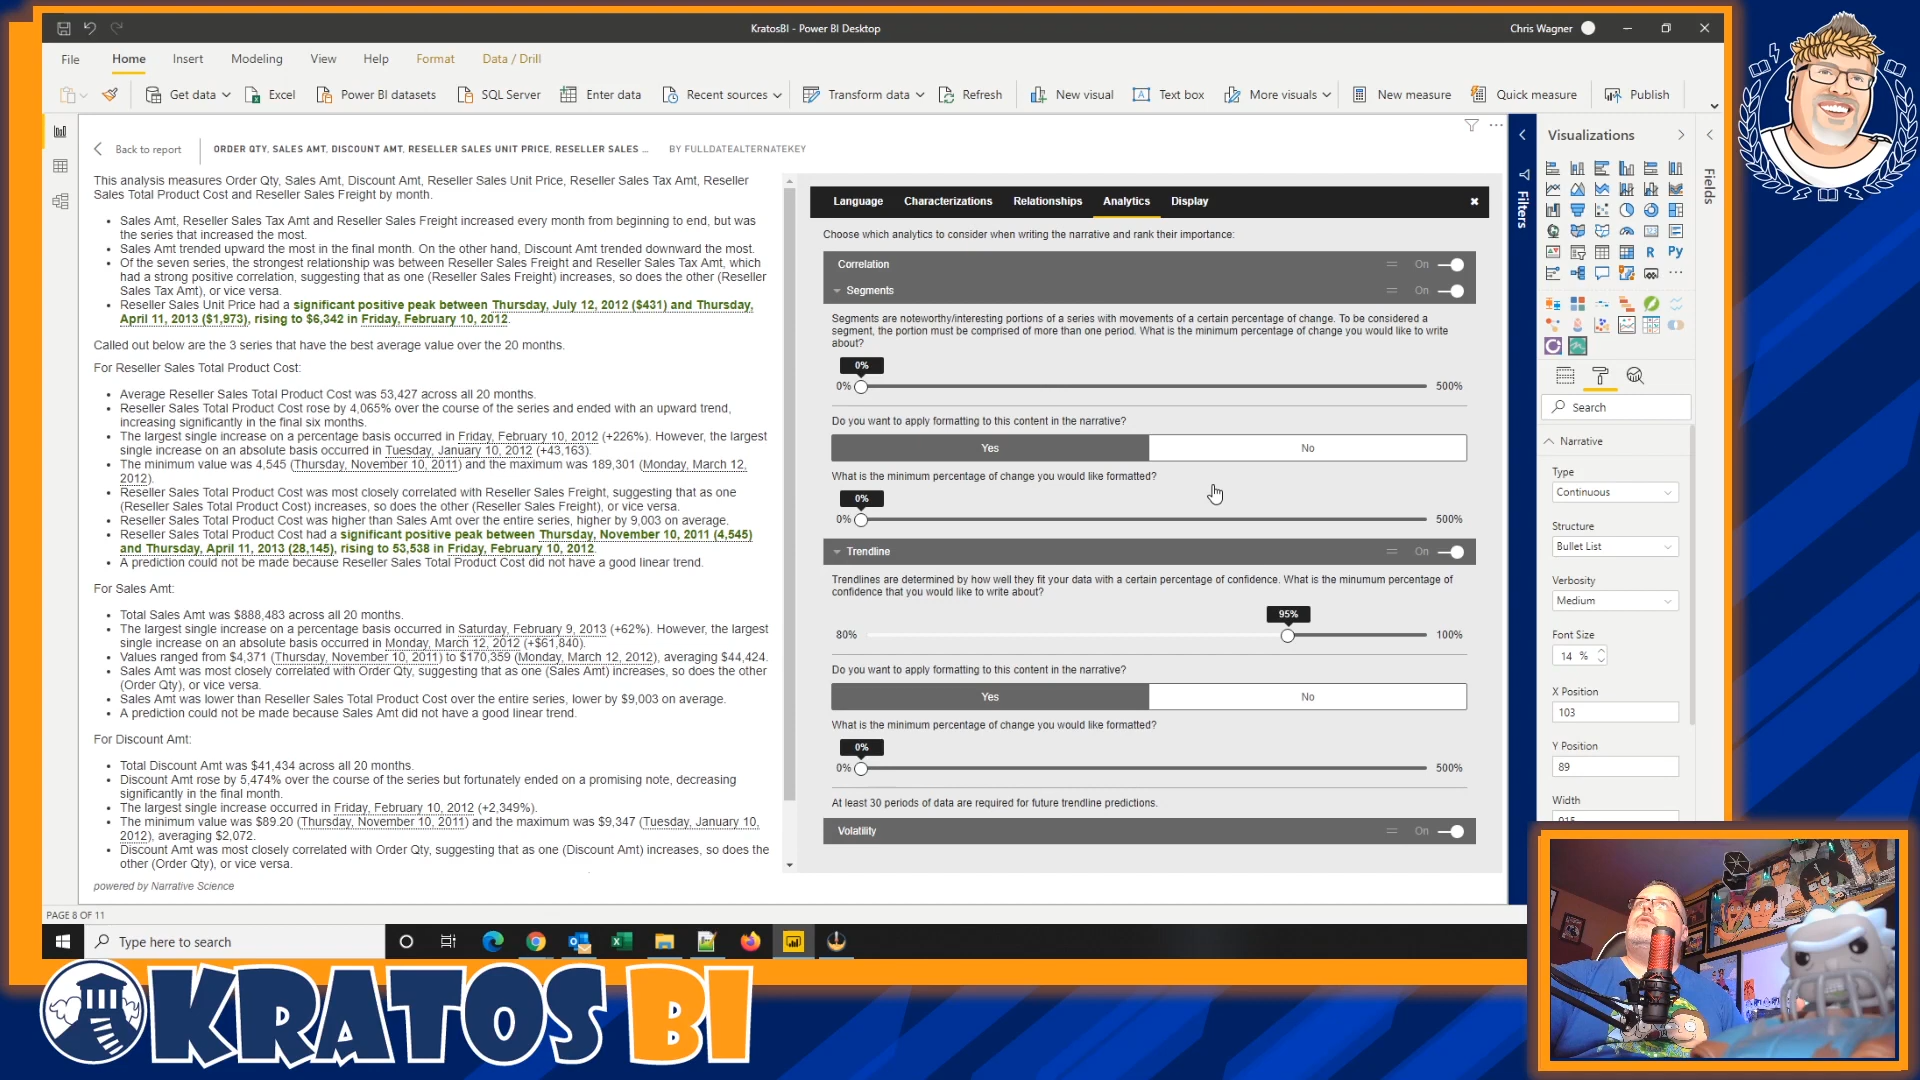 KratosBI - Power BI Desktop
Chris Wagner
File Home Insert Modeling View Help Format Data / Drill
Get data Excel Power BI datasets SQL Server Enter data Recent sources Transform data Refresh New visual Text box More visuals New measure Quick measure Publish
Back to report
ORDER QTY, SALES AMT, DISCOUNT AMT, RESELLER SALES UNIT PRICE, RESELLER SALES ...
BY FULLDATEALTERNATEKEY
This analysis measures Order Qty, Sales Amt, Discount Amt, Reseller Sales Unit Price, Reseller Sales Tax Amt, Reseller
Sales Total Product Cost and Reseller Sales Freight by month.
• Sales Amt, Reseller Sales Tax Amt and Reseller Sales Freight increased every month from beginning to end, but was
the series that increased the most.
• Sales Amt trended upward the most in the final month. On the other hand, Discount Amt trended downward the most.
• Of the seven series, the strongest relationship was between Reseller Sales Freight and Reseller Sales Tax Amt, which
had a strong positive correlation, suggesting that as one (Reseller Sales Freight) increases, so does the other (Reseller
Sales Tax Amt), or vice versa.
• Reseller Sales Unit Price had a significant positive peak between Thursday, July 12, 2012 ($431) and Thursday,
April 11, 2013 ($1,973), rising to $6,342 in Friday, February 10, 2012.
Called out below are the 3 series that have the best average value over the 20 months.
For Reseller Sales Total Product Cost:
• Average Reseller Sales Total Product Cost was 53,427 across all 20 months.
• Reseller Sales Total Product Cost rose by 4,065% over the course of the series and ended with an upward trend,
increasing significantly in the final six months.
• The largest single increase on a percentage basis occurred in Friday, February 10, 2012 (+226%). However, the largest
single increase on an absolute basis occurred in Tuesday, January 10, 2012 (+43,163).
• The minimum value was 4,545 (Thursday, November 10, 2011) and the maximum was 189,301 (Monday, March 12,
2012).
• Reseller Sales Total Product Cost was most closely correlated with Reseller Sales Freight, suggesting that as one
(Reseller Sales Total Product Cost) increases, so does the other (Reseller Sales Freight), or vice versa.
• Reseller Sales Total Product Cost was higher than Sales Amt over the entire series, higher by 9,003 on average.
• Reseller Sales Total Product Cost had a significant positive peak between Thursday, November 10, 2011 (4,545)
and Thursday, April 11, 2013 (28,145), rising to 53,538 in Friday, February 10, 2012.
• A prediction could not be made because Reseller Sales Total Product Cost did not have a good linear trend.
For Sales Amt:
• Total Sales Amt was $888,483 across all 20 months.
• The largest single increase on a percentage basis occurred in Saturday, February 9, 2013 (+62%). However, the largest
single increase on an absolute basis occurred in Monday, March 12, 2012 (+$61,840).
• Values ranged from $4,371 (Thursday, November 10, 2011) to $170,359 (Monday, March 12, 2012), averaging $44,424.
• Sales Amt was most closely correlated with Order Qty, suggesting that as one (Sales Amt) increases, so does the other
(Order Qty), or vice versa.
• Sales Amt was lower than Reseller Sales Total Product Cost over the entire series, lower by $9,003 on average.
• A prediction could not be made because Sales Amt did not have a good linear trend.
For Discount Amt:
• Total Discount Amt was $41,434 across all 20 months.
• Discount Amt rose by 5,474% over the course of the series but fortunately ended on a promising note, decreasing
significantly in the final month.
• The largest single increase occurred in Friday, February 10, 2012 (+2,349%).
• The minimum value was $89.20 (Thursday, November 10, 2011) and the maximum was $9,347 (Tuesday, January 10,
2012), averaging $2,072.
• Discount Amt was most closely correlated with Order Qty, suggesting that as one (Discount Amt) increases, so does the
other (Order Qty), or vice versa.
powered by Narrative Science
Language Characterizations Relationships Analytics Display
Choose which analytics to consider when writing the narrative and rank their importance:
Correlation On
Segments On
Segments are noteworthy/interesting portions of a series with movements of a certain percentage of change. To be considered a
segment, the portion must be comprised of more than one period. What is the minimum percentage of change you would like to write
about?
0%
0% 500%
Do you want to apply formatting to this content in the narrative?
Yes No
What is the minimum percentage of change you would like formatted?
0%
0% 500%
Trendline On
Trendlines are determined by how well they fit your data with a certain percentage of confidence. What is the minumum percentage of
confidence that you would like to write about?
95%
80% 100%
Do you want to apply formatting to this content in the narrative?
Yes No
What is the minimum percentage of change you would like formatted?
0%
0% 500%
At least 30 periods of data are required for future trendline predictions.
Volatility On
Filters
Visualizations
Fields
R Py
Search
Narrative
Type
Continuous
Structure
Bullet List
Verbosity
Medium
Font Size
14 %
X Position
103
Y Position
89
Width
PAGE 8 OF 11
Type here to search
KRATOS BI